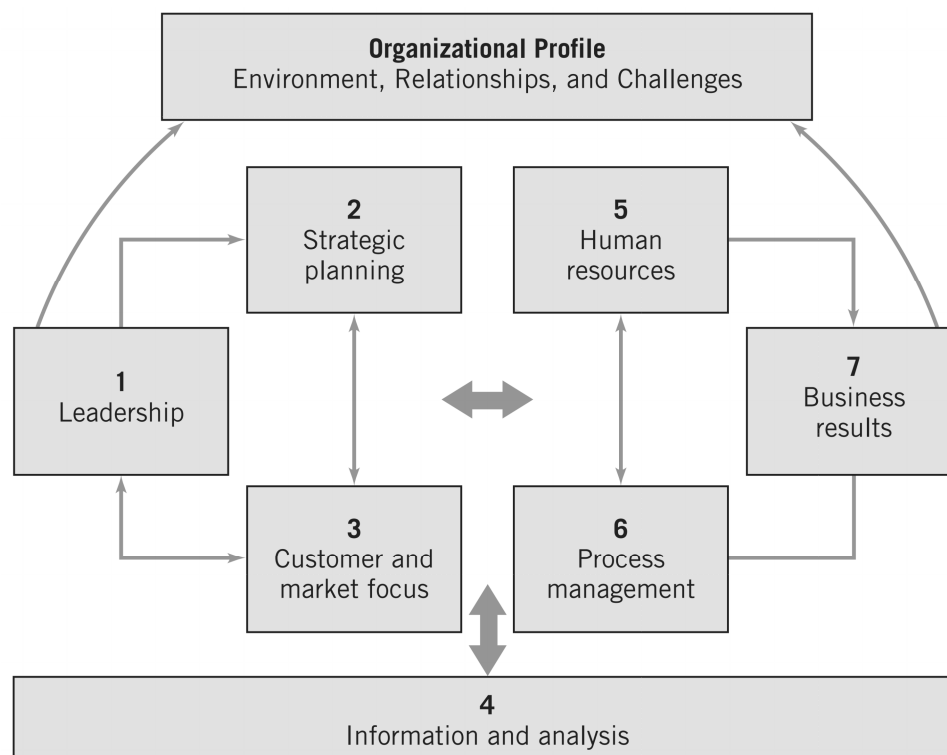 Organizational Profile
Environment, Relationships, and Challenges
2
Strategic
planning
5
Human
resources
1
Leadership
7
Business
results
3
Customer and
market focus
6
Process
management
4
Information and analysis